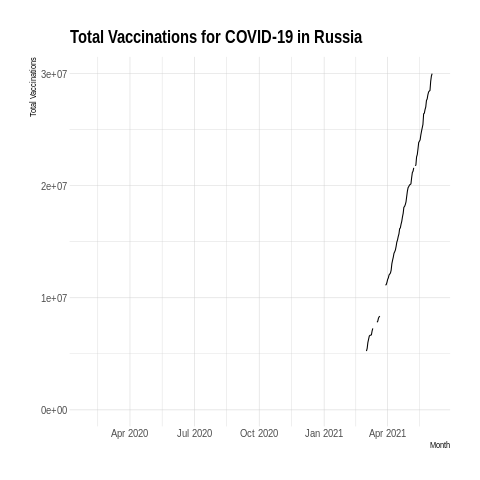 Total Vaccinations for COVID-19 in Russia
Total Vaccinations
3e+07
2e+07
1e+07
0e+00
Apr 2020 Jul 2020 Oct 2020 Jan 2021 Apr 2021
Month